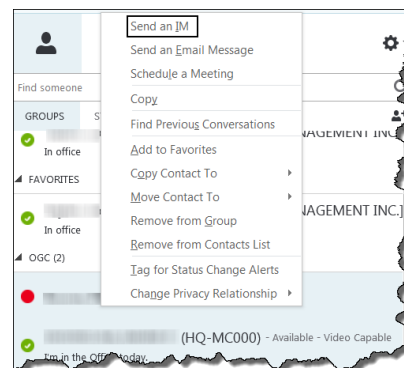 Send an IM
Send an Email Message
Schedule a Meeting
Find someone
Copy
GROUPS
Find Previous Conversations
AGEMENT INC
In office
Add to Favorites
FAVORITES
Copy Contact To
Move Contact To
AGEMENT INC.]
In office
Remove from Group
Remove from Contacts List
OGC (2)
Tag for Status Change Alerts
Change Privacy Relationship
(HQ-MC000) - Available - Video Capable
I'm in the Office today.